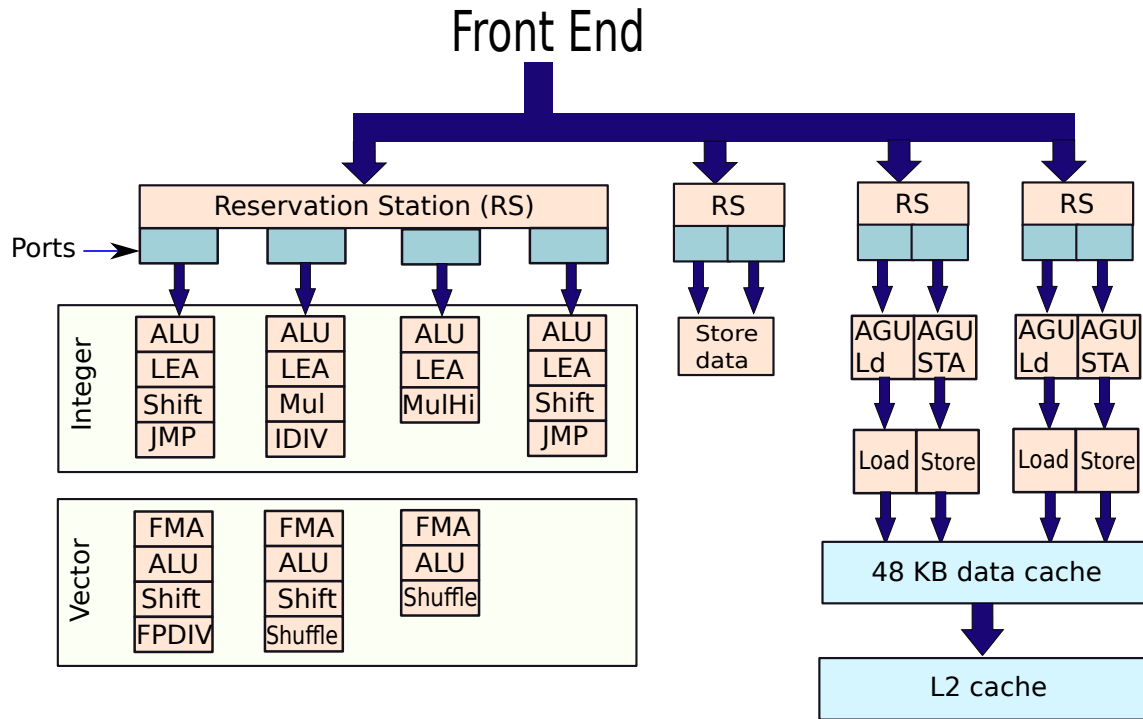 Front End
Reservation Station (RS)
RS
RS
RS
Ports
Integer
ALU
LEA
Shift
JMP
ALU
LEA
Mul
IDIV
ALU
LEA
MulHi
ALU
LEA
Shift
JMP
Store
data
AGU
Ld
AGU
STA
AGU
Ld
AGU
STA
Load
Store
Load
Store
Vector
FMA
ALU
Shift
FPDIV
FMA
ALU
Shift
Shuffle
FMA
ALU
Shuffle
48 KB data cache
L2 cache